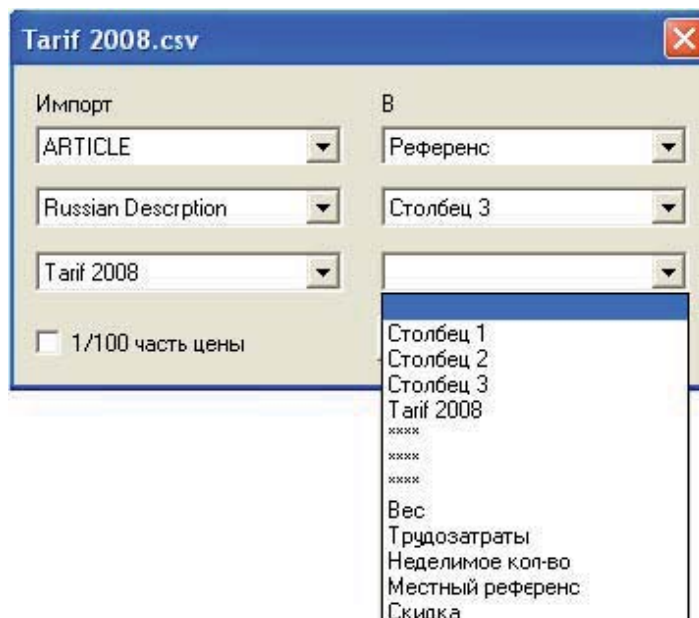 Tarif 2008.csv
Импорт В
ARTICLE Референс
Russian Descrption Столбец 3
Tarif 2008
1/100 часть цены
Столбец 1
Столбец 2
Столбец 3
Tarif 2008
****
****
****
Вес
Трудозатраты
Неделимое кол-во
Местный референс
Скидка